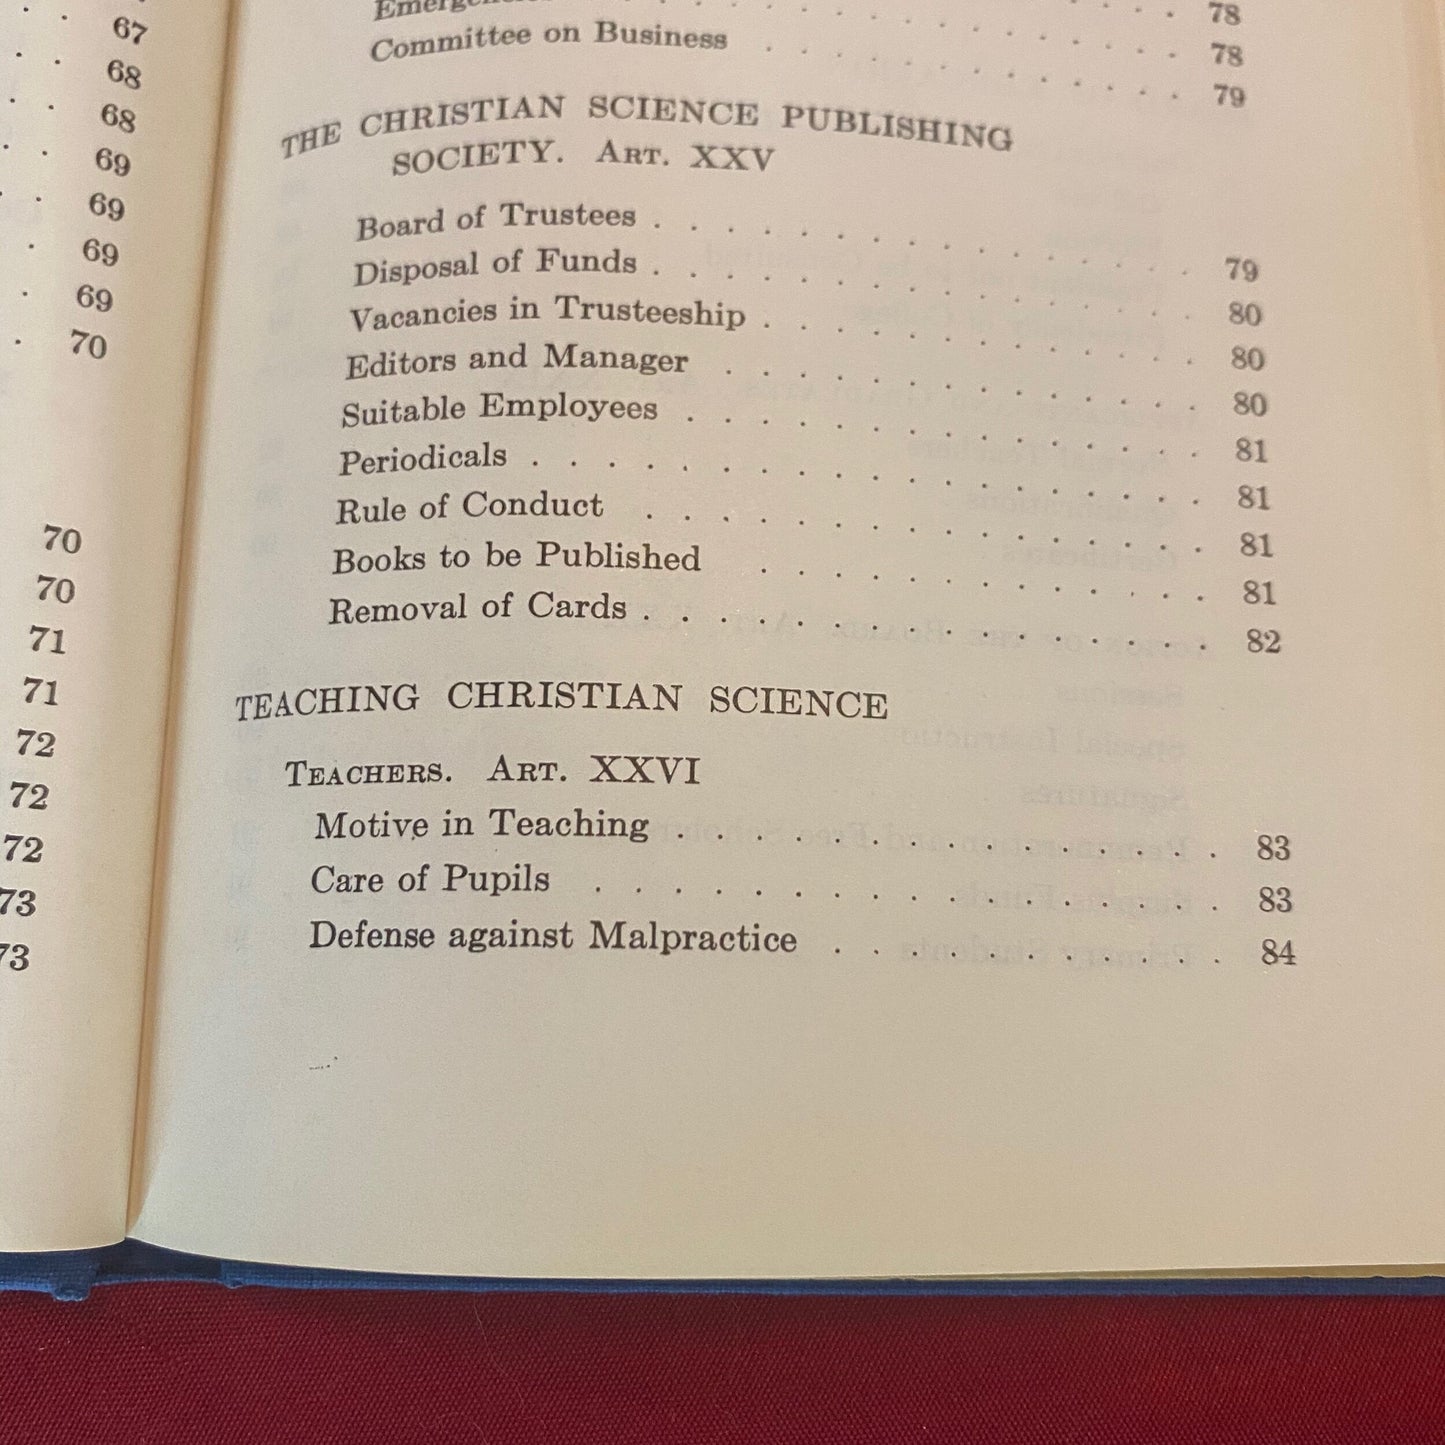 67
68
68
69
69
69
69
70
70
70
71
71
72
72
72
73
73
78
Committee on Business . . . . . . . . . . . . 78
79
THE CHRISTIAN SCIENCE PUBLISHING
SOCIETY. ART. XXV
Board of Trustees . . . . . . . . . . . . . . . 79
Disposal of Funds . . . . . . . . . . . . . . . 80
Vacancies in Trusteeship . . . . . . . . . . . . 80
Editors and Manager . . . . . . . . . . . . . 80
Suitable Employees . . . . . . . . . . . . . . 81
Periodicals . . . . . . . . . . . . . . . . . . 81
Rule of Conduct . . . . . . . . . . . . . . . 81
Books to be Published . . . . . . . . . . . . 81
Removal of Cards . . . . . . . . . . . . . . . 82
TEACHING CHRISTIAN SCIENCE
TEACHERS. ART. XXVI
Motive in Teaching . . . . . . . . . . . . . . 83
Care of Pupils . . . . . . . . . . . . . . . . 83
Defense against Malpractice . . . . . . . . . . 84